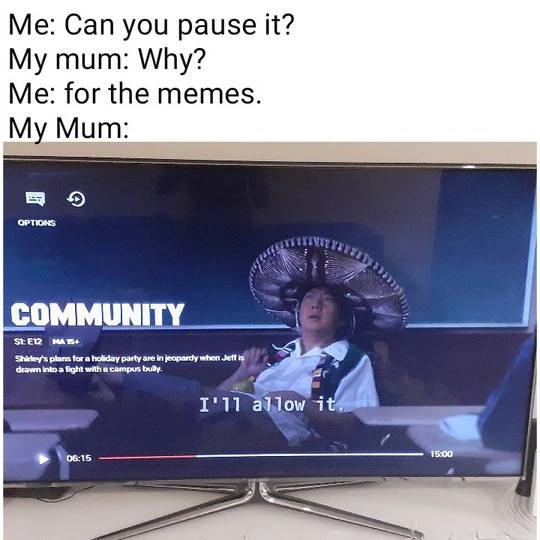 Me: Can you pause it?
My mum: Why?
Me: for the memes.
My Mum:
OPTIONS
COMMUNITY
S1: E12 MA 15+
Shirley's plans for a holiday party are in jeopardy when Jeff is
drawn into a fight with a campus bully.
I'll allow it.
06:15 15:00